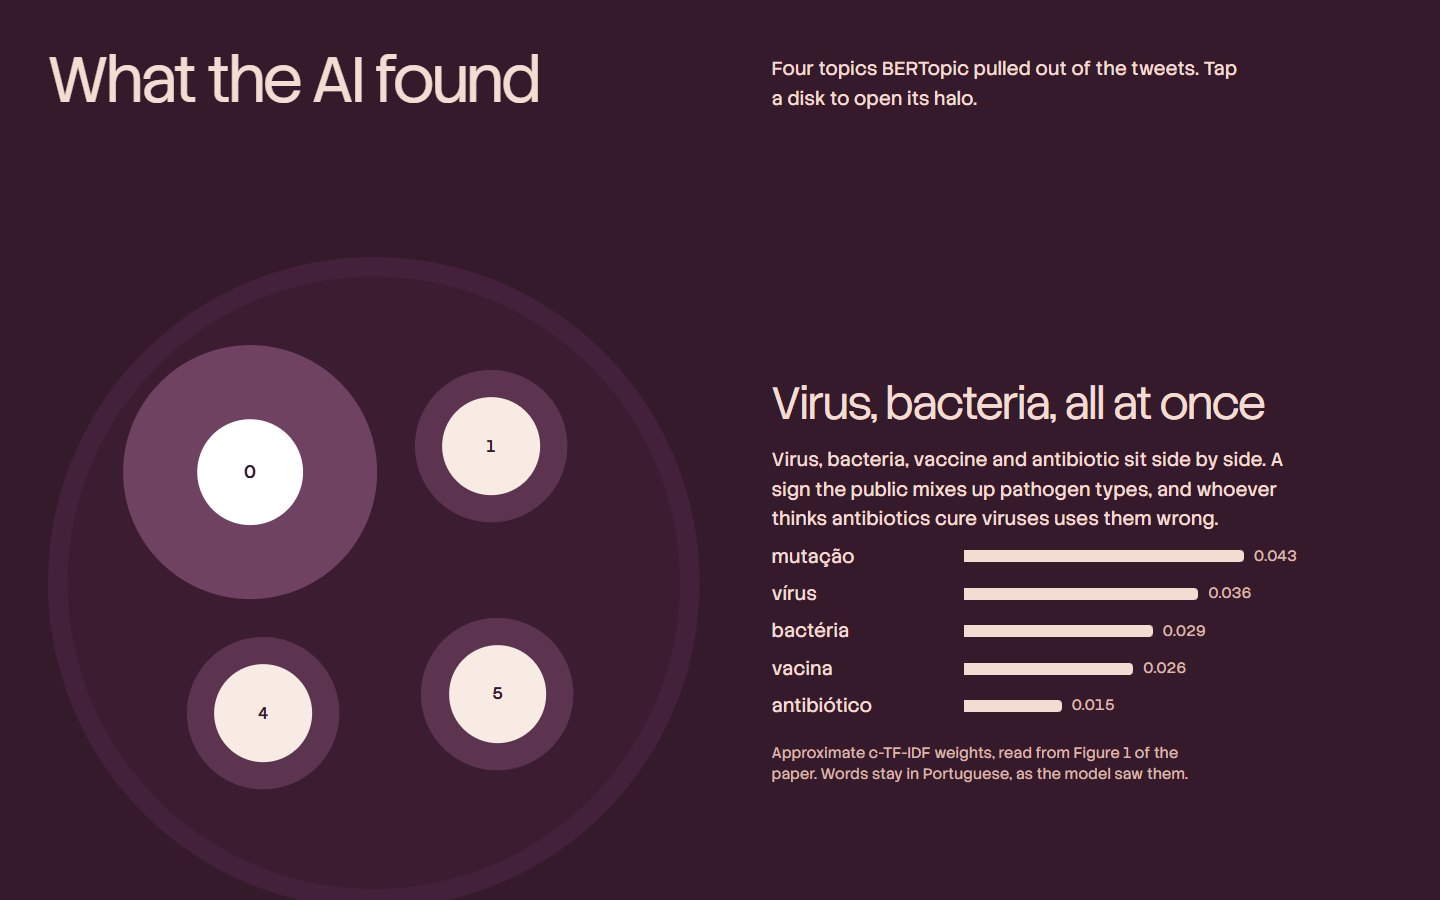 What the AI found
Four topics BERTopic pulled out of the tweets. Tap
a disk to open its halo.
0
1
4
5
Virus, bacteria, all at once
Virus, bacteria, vaccine and antibiotic sit side by side. A
sign the public mixes up pathogen types, and whoever
thinks antibiotics cure viruses uses them wrong.
mutação 0.043
vírus 0.036
bactéria 0.029
vacina 0.026
antibiótico 0.015
Approximate c-TF-IDF weights, read from Figure 1 of the
paper. Words stay in Portuguese, as the model saw them.